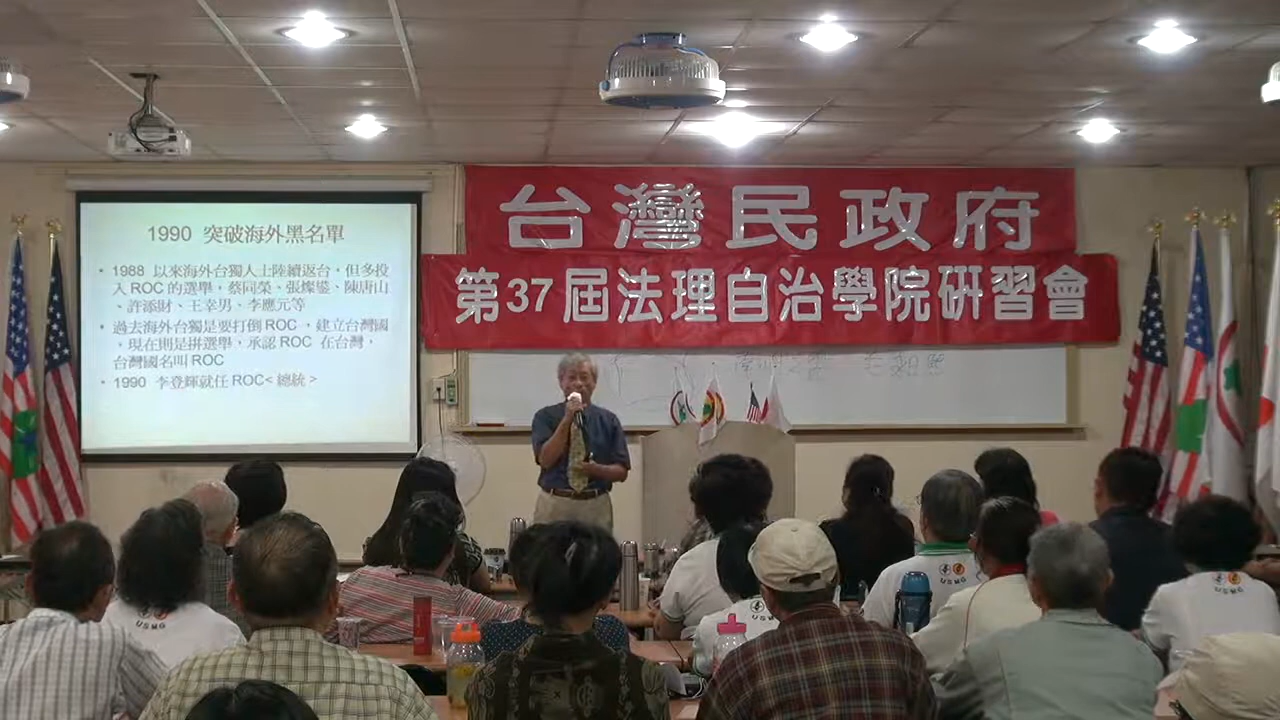 台灣民政府
第37屆法理自治學院研習會
1990 突破海外黑名單
• 1988 以來海外台獨人士陸續返台，但多投
入 ROC 的選舉，蔡同榮、張燦鍙、陳唐山
、許添財、王幸男、李應元等
• 過去海外台獨是要打倒 ROC ，建立台灣國
，現在則是拼選舉，承認 ROC 在台灣，
台灣國名叫 ROC
• 1990 李登輝就任 ROC< 總統 >
USMG
USMG
USMG
USMG